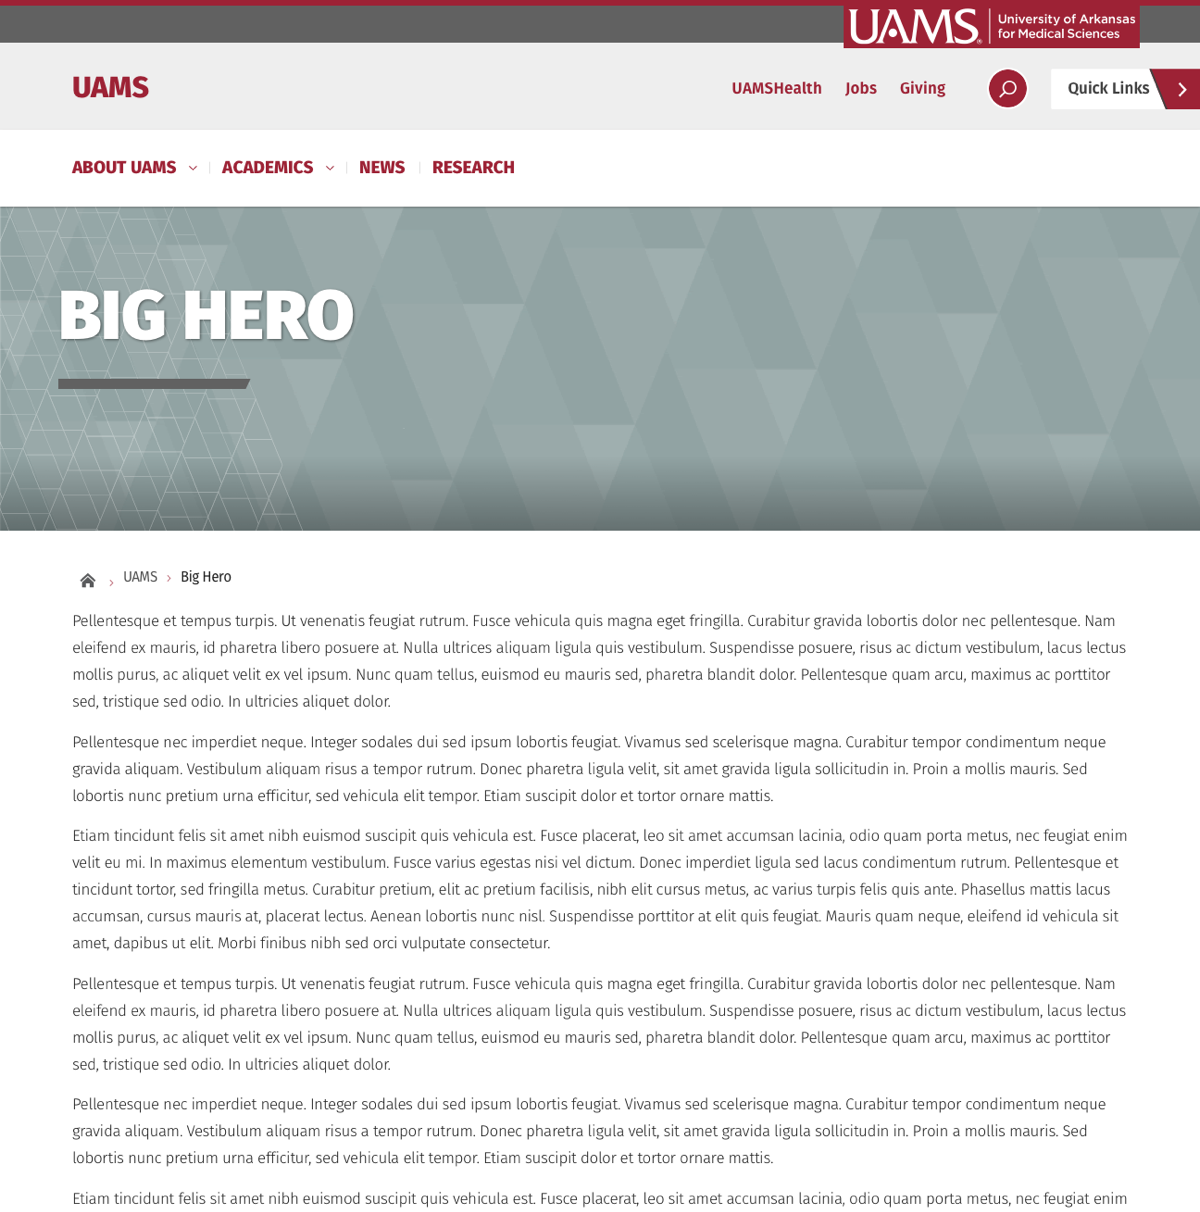 UAMS® University of Arkansas
for Medical Sciences
UAMS
UAMSHealth Jobs Giving Quick Links
ABOUT UAMS ACADEMICS NEWS RESEARCH
BIG HERO
UAMS Big Hero
Pellentesque et tempus turpis. Ut venenatis feugiat rutrum. Fusce vehicula quis magna eget fringilla. Curabitur gravida lobortis dolor nec pellentesque. Nam
eleifend ex mauris, id pharetra libero posuere at. Nulla ultrices aliquam ligula quis vestibulum. Suspendisse posuere, risus ac dictum vestibulum, lacus lectus
mollis purus, ac aliquet velit ex vel ipsum. Nunc quam tellus, euismod eu mauris sed, pharetra blandit dolor. Pellentesque quam arcu, maximus ac porttitor
sed, tristique sed odio. In ultricies aliquet dolor.
Pellentesque nec imperdiet neque. Integer sodales dui sed ipsum lobortis feugiat. Vivamus sed scelerisque magna. Curabitur tempor condimentum neque
gravida aliquam. Vestibulum aliquam risus a tempor rutrum. Donec pharetra ligula velit, sit amet gravida ligula sollicitudin in. Proin a mollis mauris. Sed
lobortis nunc pretium urna efficitur, sed vehicula elit tempor. Etiam suscipit dolor et tortor ornare mattis.
Etiam tincidunt felis sit amet nibh euismod suscipit quis vehicula est. Fusce placerat, leo sit amet accumsan lacinia, odio quam porta metus, nec feugiat enim
velit eu mi. In maximus elementum vestibulum. Fusce varius egestas nisi vel dictum. Donec imperdiet ligula sed lacus condimentum rutrum. Pellentesque et
tincidunt tortor, sed fringilla metus. Curabitur pretium, elit ac pretium facilisis, nibh elit cursus metus, ac varius turpis felis quis ante. Phasellus mattis lacus
accumsan, cursus mauris at, placerat lectus. Aenean lobortis nunc nisl. Suspendisse porttitor at elit quis feugiat. Mauris quam neque, eleifend id vehicula sit
amet, dapibus ut elit. Morbi finibus nibh sed orci vulputate consectetur.
Pellentesque et tempus turpis. Ut venenatis feugiat rutrum. Fusce vehicula quis magna eget fringilla. Curabitur gravida lobortis dolor nec pellentesque. Nam
eleifend ex mauris, id pharetra libero posuere at. Nulla ultrices aliquam ligula quis vestibulum. Suspendisse posuere, risus ac dictum vestibulum, lacus lectus
mollis purus, ac aliquet velit ex vel ipsum. Nunc quam tellus, euismod eu mauris sed, pharetra blandit dolor. Pellentesque quam arcu, maximus ac porttitor
sed, tristique sed odio. In ultricies aliquet dolor.
Pellentesque nec imperdiet neque. Integer sodales dui sed ipsum lobortis feugiat. Vivamus sed scelerisque magna. Curabitur tempor condimentum neque
gravida aliquam. Vestibulum aliquam risus a tempor rutrum. Donec pharetra ligula velit, sit amet gravida ligula sollicitudin in. Proin a mollis mauris. Sed
lobortis nunc pretium urna efficitur, sed vehicula elit tempor. Etiam suscipit dolor et tortor ornare mattis.
Etiam tincidunt felis sit amet nibh euismod suscipit quis vehicula est. Fusce placerat, leo sit amet accumsan lacinia, odio quam porta metus, nec feugiat enim